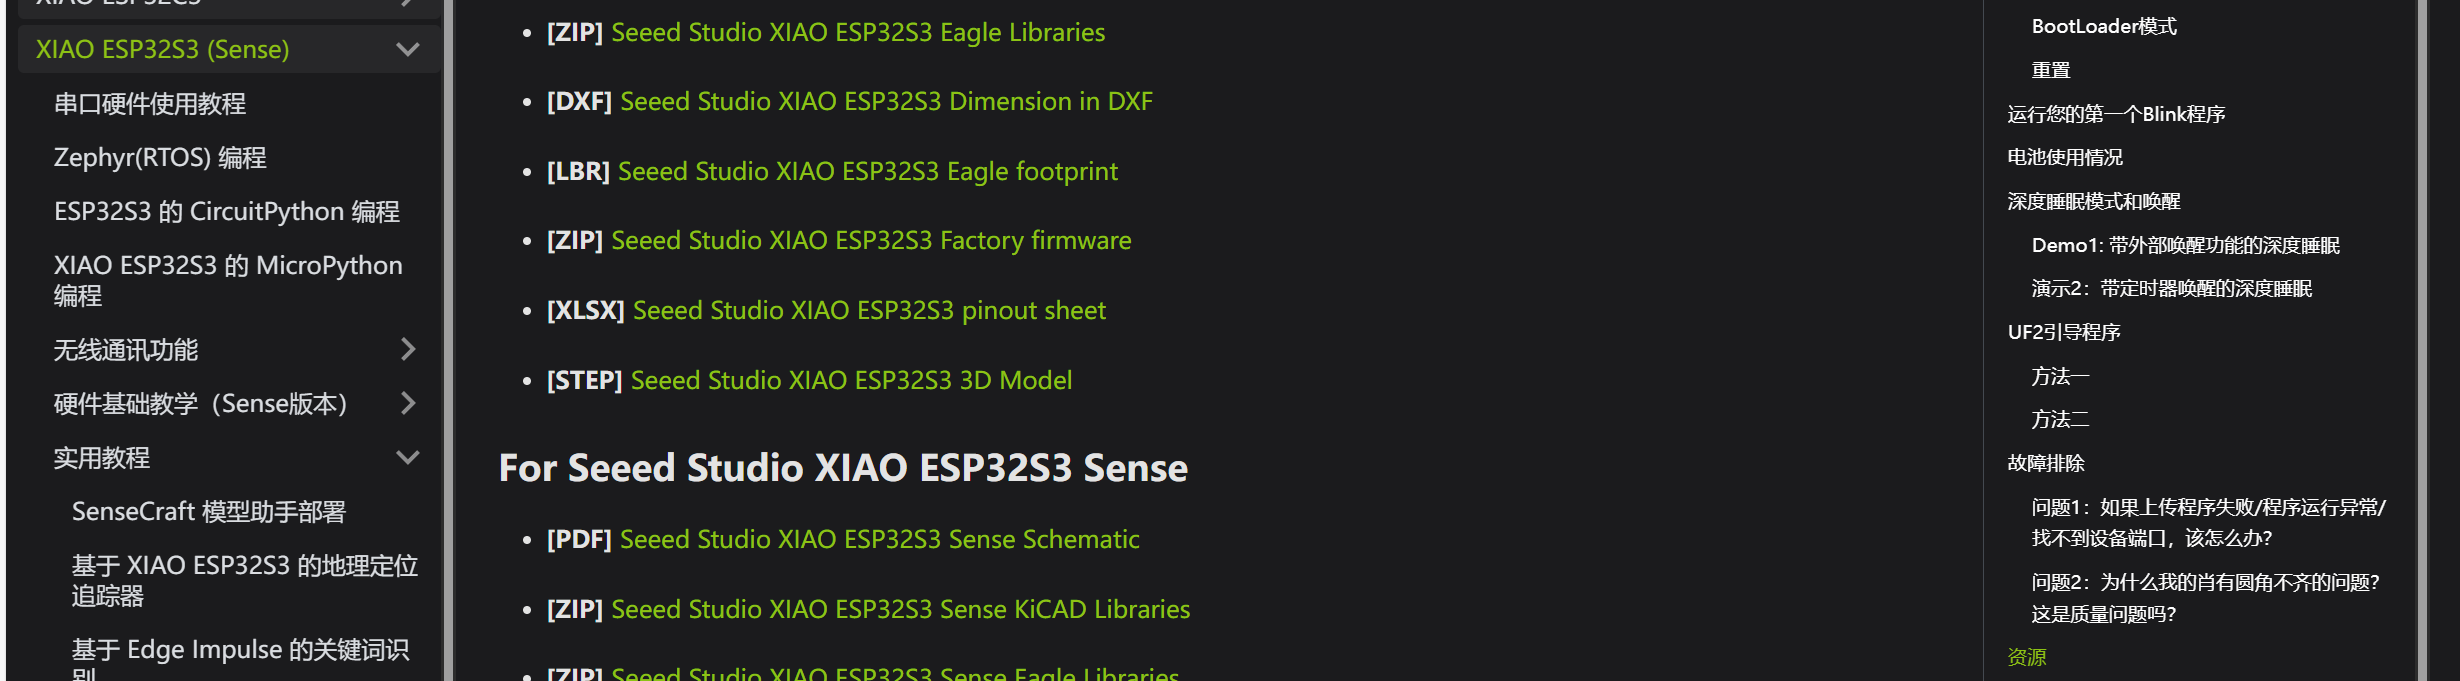 XIAO ESP32C3
XIAO ESP32S3 (Sense)
串口硬件使用教程
Zephyr(RTOS) 编程
ESP32S3 的 CircuitPython 编程
XIAO ESP32S3 的 MicroPython
编程
无线通讯功能
硬件基础教学（Sense版本）
实用教程
SenseCraft 模型助手部署
基于 XIAO ESP32S3 的地理定位
追踪器
基于 Edge Impulse 的关键词识
别
[ZIP] Seeed Studio XIAO ESP32S3 Eagle Libraries
[DXF] Seeed Studio XIAO ESP32S3 Dimension in DXF
[LBR] Seeed Studio XIAO ESP32S3 Eagle footprint
[ZIP] Seeed Studio XIAO ESP32S3 Factory firmware
[XLSX] Seeed Studio XIAO ESP32S3 pinout sheet
[STEP] Seeed Studio XIAO ESP32S3 3D Model
For Seeed Studio XIAO ESP32S3 Sense
[PDF] Seeed Studio XIAO ESP32S3 Sense Schematic
[ZIP] Seeed Studio XIAO ESP32S3 Sense KiCAD Libraries
[ZIP] Seeed Studio XIAO ESP32S3 Sense Eagle Libraries
BootLoader模式
重置
运行您的第一个Blink程序
电池使用情况
深度睡眠模式和唤醒
Demo1: 带外部唤醒功能的深度睡眠
演示2：带定时器唤醒的深度睡眠
UF2引导程序
方法一
方法二
故障排除
问题1：如果上传程序失败/程序运行异常/
找不到设备端口，该怎么办？
问题2：为什么我的肖有圆角不齐的问题？
这是质量问题吗？
资源